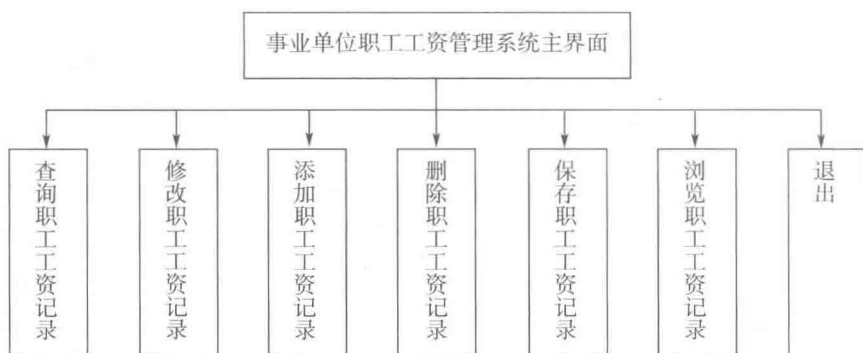 事业单位职工工资管理系统主界面
查询职工工资记录
修改职工工资记录
添加职工工资记录
删除职工工资记录
保存职工工资记录
浏览职工工资记录
退出